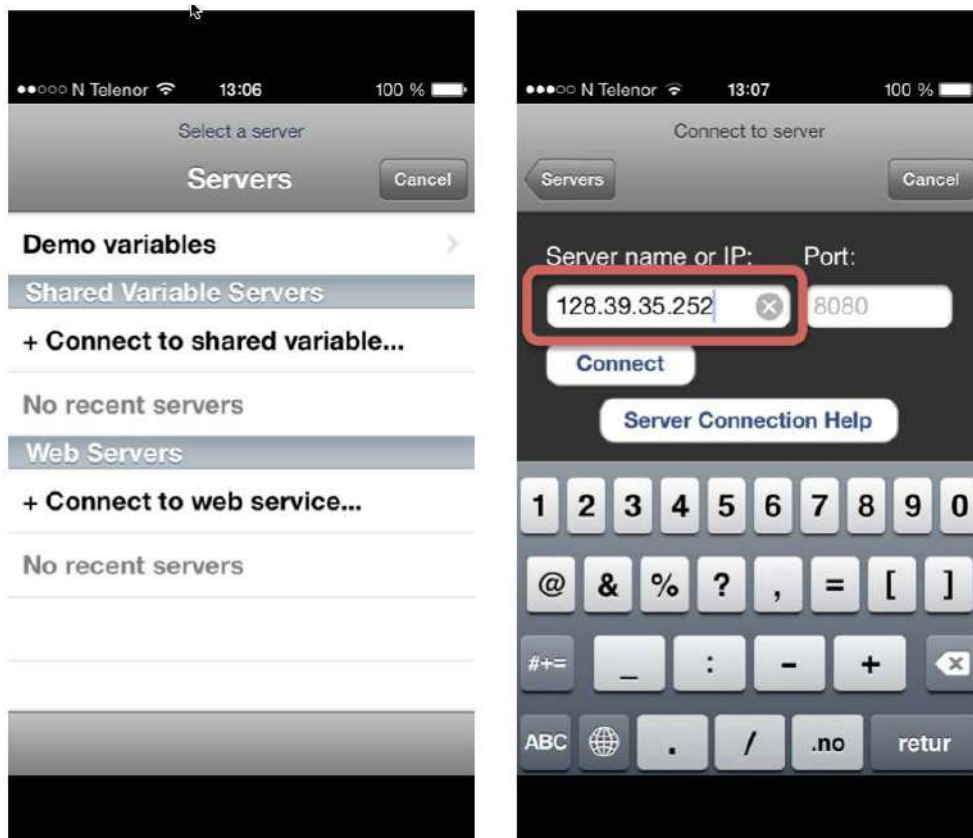 N Telenor 13:06 100 %
Select a server
Servers Cancel
Demo variables
Shared Variable Servers
+ Connect to shared variable...
No recent servers
Web Servers
+ Connect to web service...
No recent servers
N Telenor 13:07 100 %
Connect to server
Servers Cancel
Server name or IP: Port:
128.39.35.252 8080
Connect
Server Connection Help
1 2 3 4 5 6 7 8 9 0
@ & % ? , = [ ]
#+= _ : - +
ABC . / .no retur